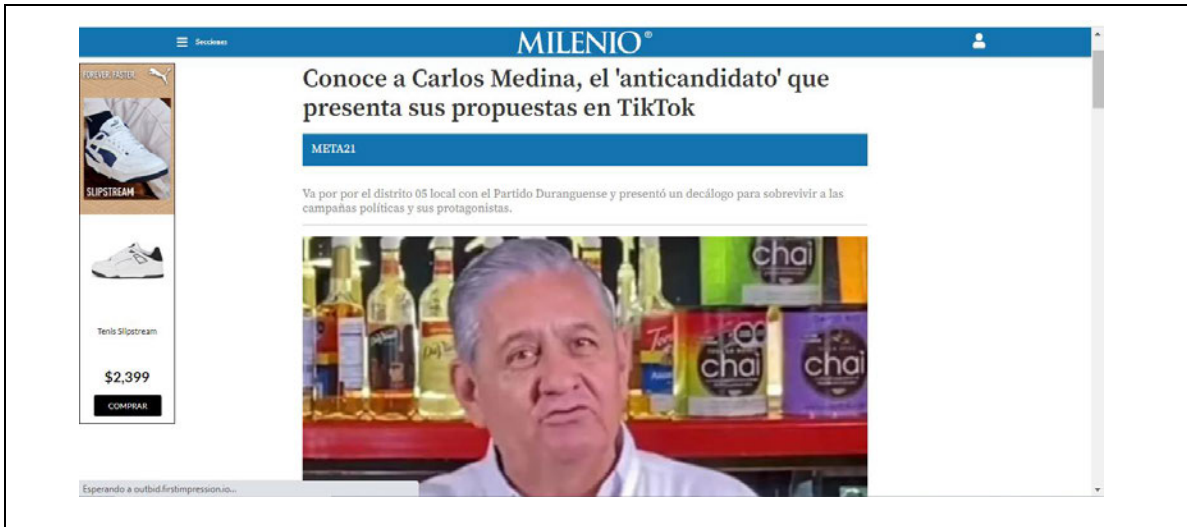 Secciones
MILENIO®
FOREVER. FASTER.
SLIPSTREAM
Tenis Slipstream
$2,399
COMPRAR
Conoce a Carlos Medina, el 'anticandidato' que
presenta sus propuestas en TikTok
META21
Va por por el distrito 05 local con el Partido Duranguense y presentó un decálogo para sobrevivir a las
campañas políticas y sus protagonistas.
chai
chai
chai
Esperando a outbid.firstimpression.io...